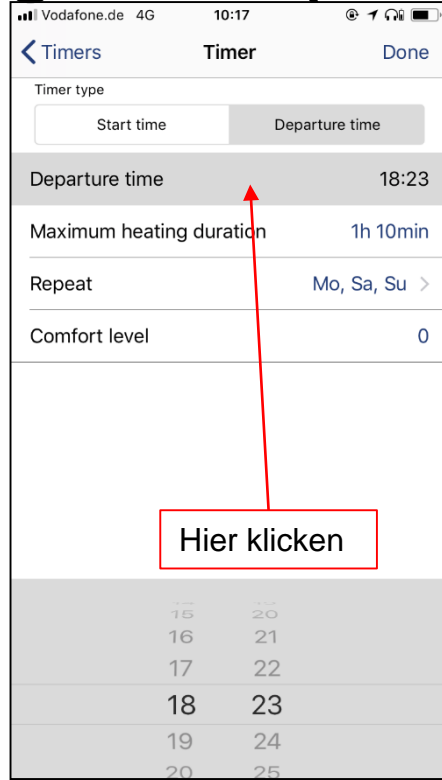 Vodafone.de 4G 10:17
Timers Timer Done
Timer type
Start time Departure time
Departure time 18:23
Maximum heating duration 1h 10min
Repeat Mo, Sa, Su >
Comfort level 0
Hier klicken
15 20
16 21
17 22
18 23
19 24
20 25